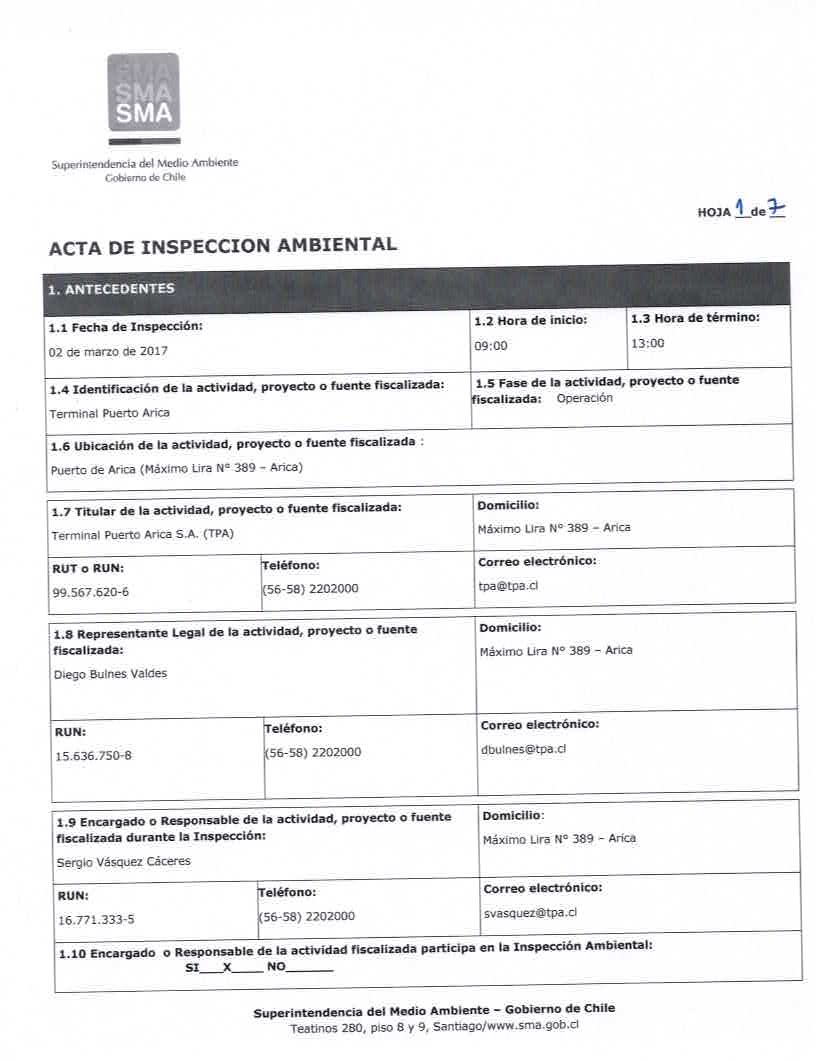 SMA
SMA
SMA
Superintendencia del Medio Ambiente
Gobierno de Chile
HOJA 1 de 7
ACTA DE INSPECCION AMBIENTAL
1. ANTECEDENTES
1.1 Fecha de Inspección:
02 de marzo de 2017
1.2 Hora de inicio:
09:00
1.3 Hora de término:
13:00
1.4 Identificación de la actividad, proyecto o fuente fiscalizada:
Terminal Puerto Arica
1.5 Fase de la actividad, proyecto o fuente
fiscalizada: Operación
1.6 Ubicación de la actividad, proyecto o fuente fiscalizada :
Puerto de Arica (Máximo Lira Nº 389 – Arica)
1.7 Titular de la actividad, proyecto o fuente fiscalizada:
Terminal Puerto Arica S.A. (TPA)
Domicilio:
Máximo Lira Nº 389 – Arica
RUT o RUN:
99.567.620-6
Teléfono:
(56-58) 2202000
Correo electrónico:
tpa@tpa.cl
1.8 Representante Legal de la actividad, proyecto o fuente
fiscalizada:
Diego Bulnes Valdes
Domicilio:
Máximo Lira Nº 389 – Arica
RUN:
15.636.750-8
Teléfono:
(56-58) 2202000
Correo electrónico:
dbulnes@tpa.cl
1.9 Encargado o Responsable de la actividad, proyecto o fuente
fiscalizada durante la Inspección:
Sergio Vásquez Cáceres
Domicilio:
Máximo Lira Nº 389 – Arica
RUN:
16.771.333-5
Teléfono:
(56-58) 2202000
Correo electrónico:
svasquez@tpa.cl
1.10 Encargado o Responsable de la actividad fiscalizada participa en la Inspección Ambiental:
SI___X_____ NO_______
Superintendencia del Medio Ambiente – Gobierno de Chile
Teatinos 280, piso 8 y 9, Santiago/www.sma.gob.cl